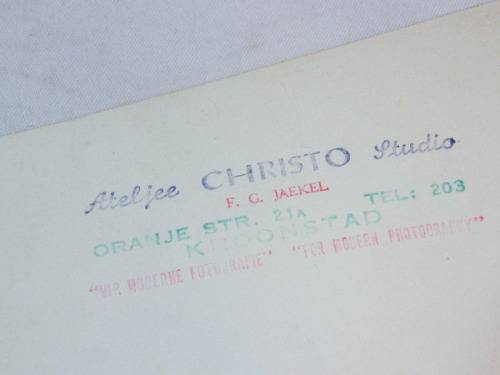 Ateljee CHRISTO Studio
F. G. JAEKEL
ORANJE STR. 21A TEL: 203
KROONSTAD
"VIR MODERNE FOTOGRAFIE" "FOR MODERN PHOTOGRAPHY"